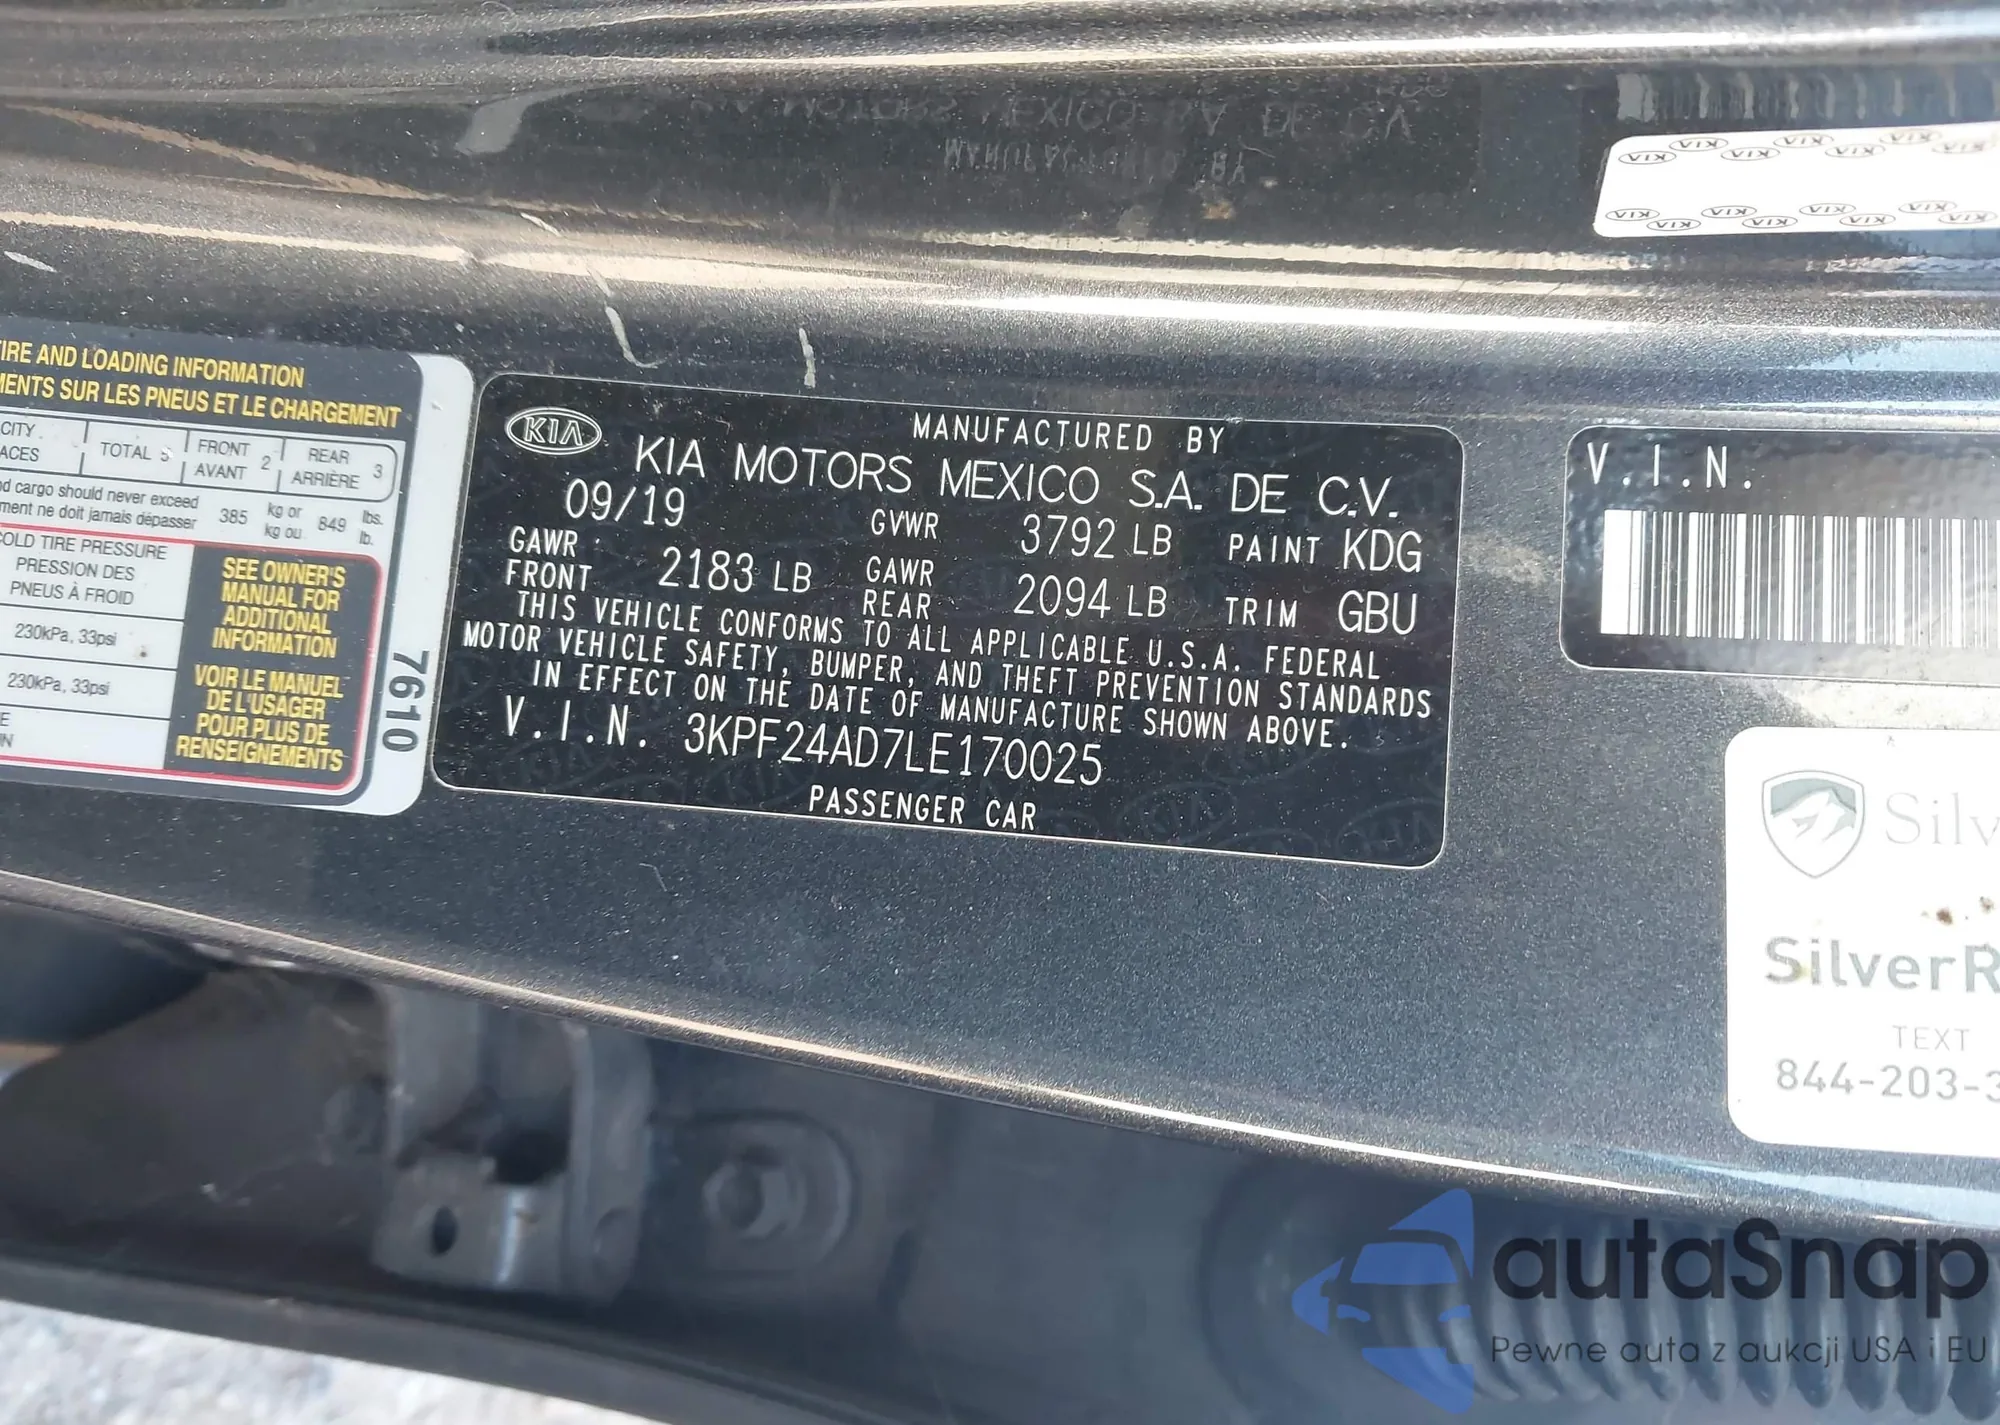 TIRE AND LOADING INFORMATION
MENTS SUR LES PNEUS ET LE CHARGEMENT
CITY
ACES
TOTAL 5
FRONT
AVANT
2
REAR
ARRIÈRE
3
d cargo should never exceed
ment ne doit jamais dépasser
385
kg or
kg ou
849
lbs.
lb.
COLD TIRE PRESSURE
PRESSION DES
PNEUS À FROID
230kPa, 33psi
230kPa, 33psi
SEE OWNER'S
MANUAL FOR
ADDITIONAL
INFORMATION
VOIR LE MANUEL
DE L'USAGER
POUR PLUS DE
RENSEIGNEMENTS
7610
KIA
MANUFACTURED BY
KIA MOTORS MEXICO S.A. DE C.V.
09/19
GVWR 3792 LB PAINT KDG
GAWR FRONT 2183 LB GAWR REAR 2094 LB TRIM GBU
THIS VEHICLE CONFORMS TO ALL APPLICABLE U.S.A. FEDERAL
MOTOR VEHICLE SAFETY, BUMPER, AND THEFT PREVENTION STANDARDS
IN EFFECT ON THE DATE OF MANUFACTURE SHOWN ABOVE.
V.I.N. 3KPF24AD7LE170025
PASSENGER CAR
V.I.N.
Silv
SilverR
TEXT
844-203-3
autoSnap
Pewne auta z aukcji USA i EU